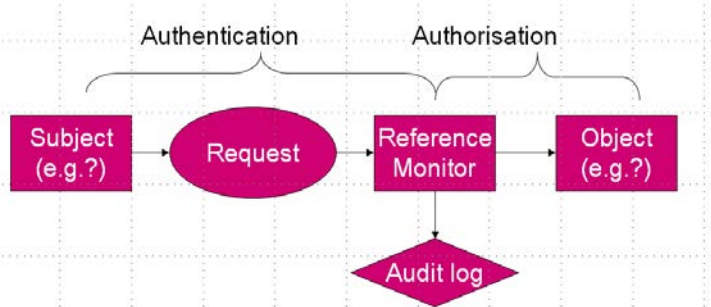 Authentication
Authorisation
Subject
(e.g.?)
Request
Reference
Monitor
Object
(e.g.?)
Audit log